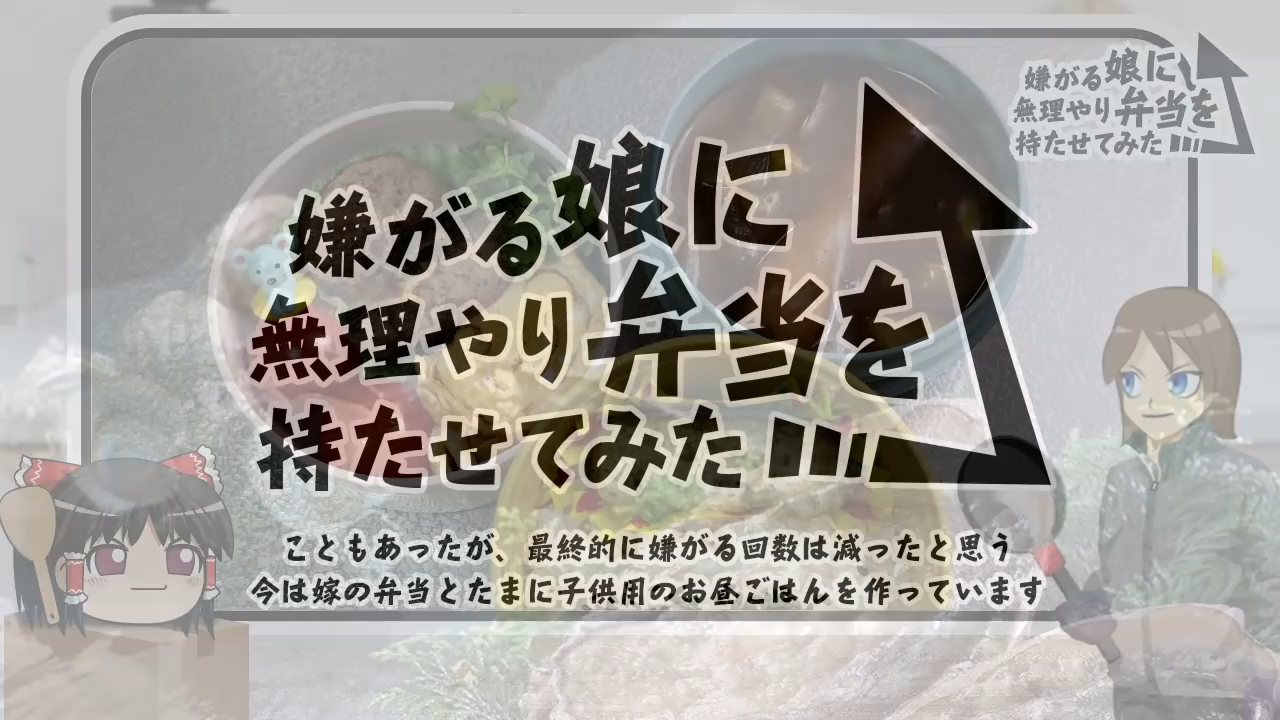 嫌がる娘に
無理やり弁当を
持たせてみた
こともあったが、最終的に嫌がる回数は減ったと思う
今は嫁の弁当とたまに子供用のお昼ごはんを作っています
嫌がる娘に
無理やり弁当を
持たせてみた